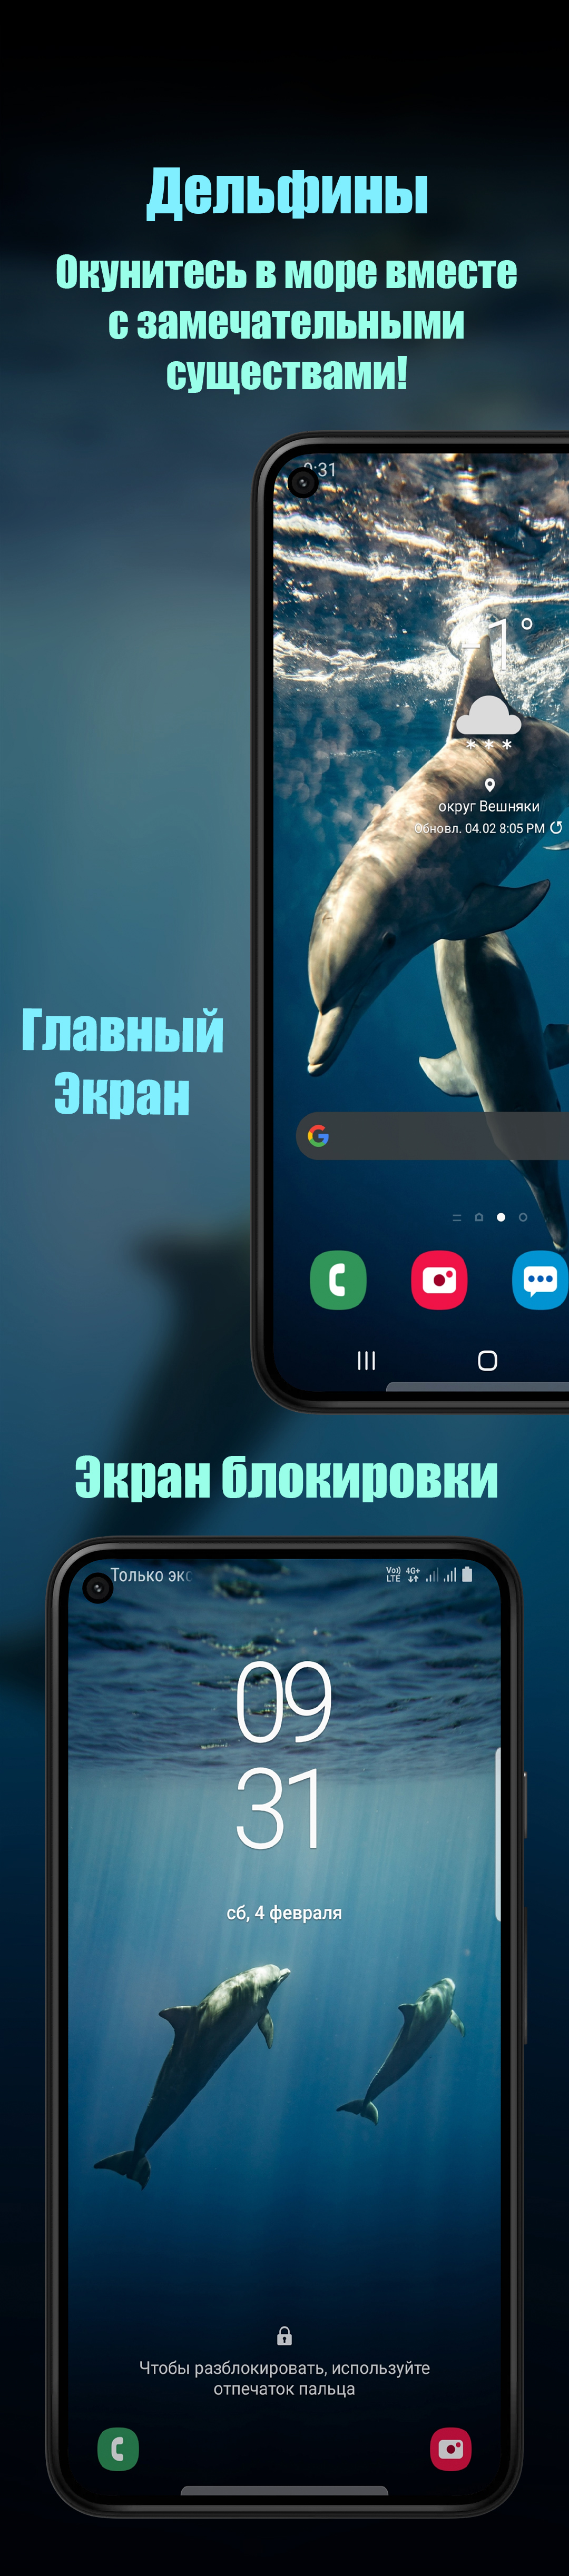 Дельфины
Окунитесь в море вместе
с замечательными
существами!
9:31
-1°
округ Вешняки
Обновл. 04.02 8:05 PM
Главный
Экран
G
Экран блокировки
Только экс
Vo) 4G+
LTE
09
31
сб, 4 февраля
Чтобы разблокировать, используйте
отпечаток пальца